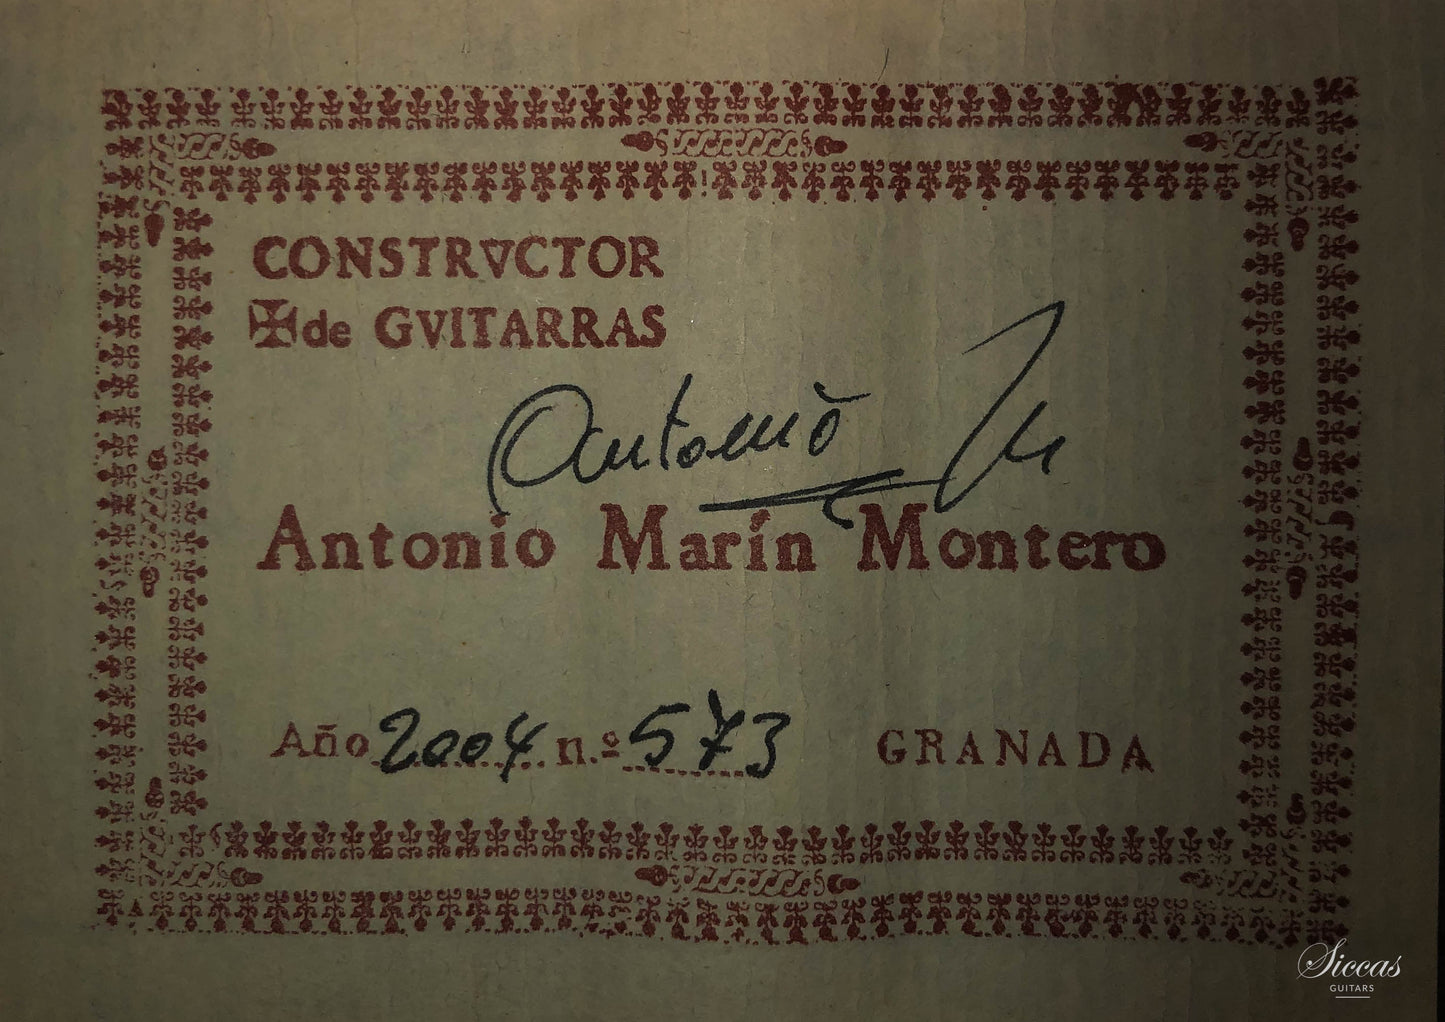 CONSTRVCTOR
✠ de GVITARRAS
Antonio
Antonio Marín Montero
Año 2004 n.º 573 GRANADA
Siccas
GUITARS